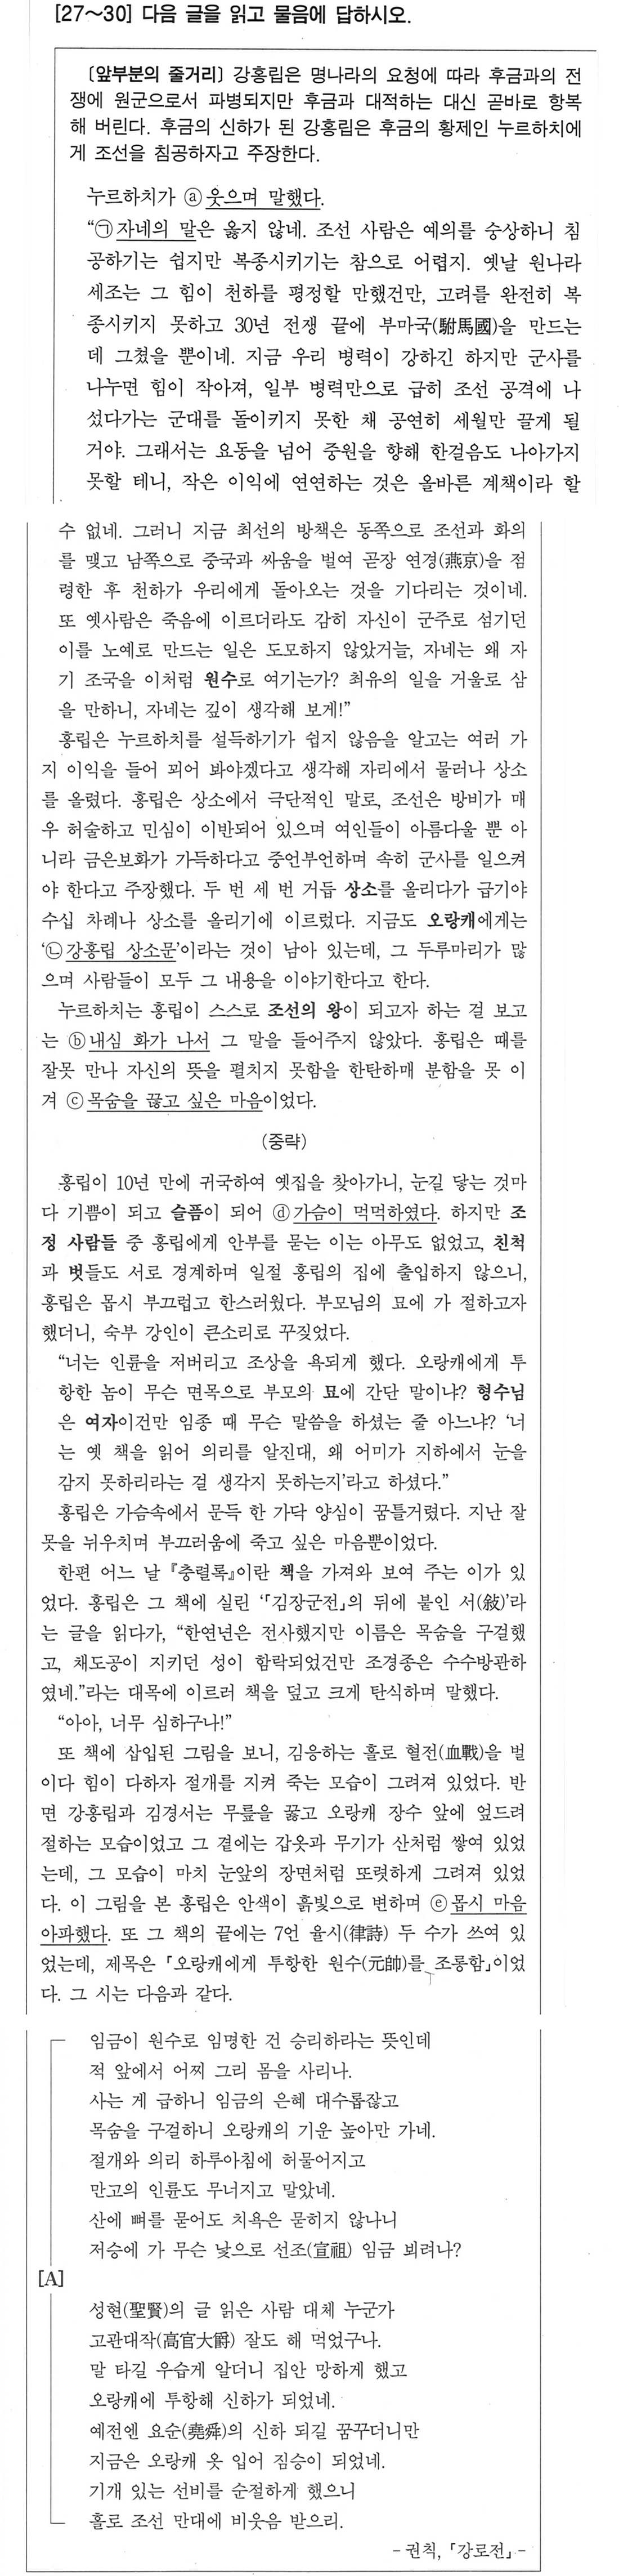 [27～30] 다음 글을 읽고 물음에 답하시오.
〔앞부분의 줄거리〕 강홍립은 명나라의 요청에 따라 후금과의 전
쟁에 원군으로서 파병되지만 후금과 대적하는 대신 곧바로 항복
해 버린다. 후금의 신하가 된 강홍립은 후금의 황제인 누르하치에
게 조선을 침공하자고 주장한다.
누르하치가 ⓐ웃으며 말했다.
“㉠자네의 말은 옳지 않네. 조선 사람은 예의를 숭상하니 침
공하기는 쉽지만 복종시키기는 참으로 어렵지. 옛날 원나라
세조는 그 힘이 천하를 평정할 만했건만, 고려를 완전히 복
종시키지 못하고 30년 전쟁 끝에 부마국(駙馬國)을 만드는
데 그쳤을 뿐이네. 지금 우리 병력이 강하긴 하지만 군사를
나누면 힘이 작아져, 일부 병력만으로 급히 조선 공격에 나
섰다가는 군대를 돌이키지 못한 채 공연히 세월만 끌게 될
거야. 그래서는 요동을 넘어 중원을 향해 한걸음도 나아가지
못할 테니, 작은 이익에 연연하는 것은 올바른 계책이라 할
수 없네. 그러니 지금 최선의 방책은 동쪽으로 조선과 화의
를 맺고 남쪽으로 중국과 싸움을 벌여 곧장 연경(燕京)을 점
령한 후 천하가 우리에게 돌아오는 것을 기다리는 것이네.
또 옛사람은 죽음에 이르더라도 감히 자신이 군주로 섬기던
이를 노예로 만드는 일은 도모하지 않았거늘, 자네는 왜 자
기 조국을 이처럼 원수로 여기는가? 최유의 일을 거울로 삼
을 만하니, 자네는 깊이 생각해 보게!”
홍립은 누르하치를 설득하기가 쉽지 않음을 알고는 여러 가
지 이익을 들어 꾀어 봐야겠다고 생각해 자리에서 물러나 상소
를 올렸다. 홍립은 상소에서 극단적인 말로, 조선은 방비가 매
우 허술하고 민심이 이반되어 있으며 여인들이 아름다울 뿐 아
니라 금은보화가 가득하다고 중언부언하며 속히 군사를 일으켜
야 한다고 주장했다. 두 번 세 번 거듭 상소를 올리다가 급기야
수십 차례나 상소를 올리기에 이르렀다. 지금도 오랑캐에게는
‘㉡강홍립 상소문’이라는 것이 남아 있는데, 그 두루마리가 많
으며 사람들이 모두 그 내용을 이야기한다고 한다.
누르하치는 홍립이 스스로 조선의 왕이 되고자 하는 걸 보고
는 ⓑ내심 화가 나서 그 말을 들어주지 않았다. 홍립은 때를
잘못 만나 자신의 뜻을 펼치지 못함을 한탄하매 분함을 못 이
겨 ⓒ목숨을 끊고 싶은 마음이었다.
(중략)
홍립이 10년 만에 귀국하여 옛집을 찾아가니, 눈길 닿는 것마
다 기쁨이 되고 슬픔이 되어 ⓓ가슴이 먹먹하였다. 하지만 조
정 사람들 중 홍립에게 안부를 묻는 이는 아무도 없었고, 친척
과 벗들도 서로 경계하며 일절 홍립의 집에 출입하지 않으니,
홍립은 몹시 부끄럽고 한스러웠다. 부모님의 묘에 가 절하고자
했더니, 숙부 강인이 큰소리로 꾸짖었다.
“너는 인륜을 저버리고 조상을 욕되게 했다. 오랑캐에게 투
항한 놈이 무슨 면목으로 부모의 묘에 간단 말이냐? 형수님
은 여자이건만 임종 때 무슨 말씀을 하셨는 줄 아느냐? ‘너
는 옛 책을 읽어 의리를 알진대, 왜 어미가 지하에서 눈을
감지 못하리라는 걸 생각지 못하는지’라고 하셨다.”
홍립은 가슴속에서 문득 한 가닥 양심이 꿈틀거렸다. 지난 잘
못을 뉘우치며 부끄러움에 죽고 싶은 마음뿐이었다.
한편 어느 날 『충렬록』이란 책을 가져와 보여 주는 이가 있
었다. 홍립은 그 책에 실린 ‘「김장군전」의 뒤에 붙인 서(敍)’라
는 글을 읽다가, “한연년은 전사했지만 이름은 목숨을 구걸했
고, 채도공이 지키던 성이 함락되었건만 조경종은 수수방관하
였네.”라는 대목에 이르러 책을 덮고 크게 탄식하며 말했다.
“아아, 너무 심하구나!”
또 책에 삽입된 그림을 보니, 김응하는 홀로 혈전(血戰)을 벌
이다 힘이 다하자 절개를 지켜 죽는 모습이 그려져 있었다. 반
면 강홍립과 김경서는 무릎을 꿇고 오랑캐 장수 앞에 엎드려
절하는 모습이었고 그 곁에는 갑옷과 무기가 산처럼 쌓여 있었
는데, 그 모습이 마치 눈앞의 장면처럼 또렷하게 그려져 있었
다. 이 그림을 본 홍립은 안색이 흙빛으로 변하며 ⓔ몹시 마음
아파했다. 또 그 책의 끝에는 7언 율시(律詩) 두 수가 쓰여 있
었는데, 제목은 「오랑캐에게 투항한 원수(元帥)를 조롱함」이었
다. 그 시는 다음과 같다.
임금이 원수로 임명한 건 승리하라는 뜻인데
적 앞에서 어찌 그리 몸을 사리나.
사는 게 급하니 임금의 은혜 대수롭잖고
목숨을 구걸하니 오랑캐의 기운 높아만 가네.
절개와 의리 하루아침에 허물어지고
만고의 인륜도 무너지고 말았네.
산에 뼈를 묻어도 치욕은 묻히지 않나니
저승에 가 무슨 낯으로 선조(宣祖) 임금 뵈려나?
[A]
성현(聖賢)의 글 읽은 사람 대체 누군가
고관대작(高官大爵) 잘도 해 먹었구나.
말 타길 우습게 알더니 집안 망하게 했고
오랑캐에 투항해 신하가 되었네.
예전엔 요순(堯舜)의 신하 되길 꿈꾸더니만
지금은 오랑캐 옷 입어 짐승이 되었네.
기개 있는 선비를 순절하게 했으니
홀로 조선 만대에 비웃음 받으리.
- 권칙, 「강로전」-